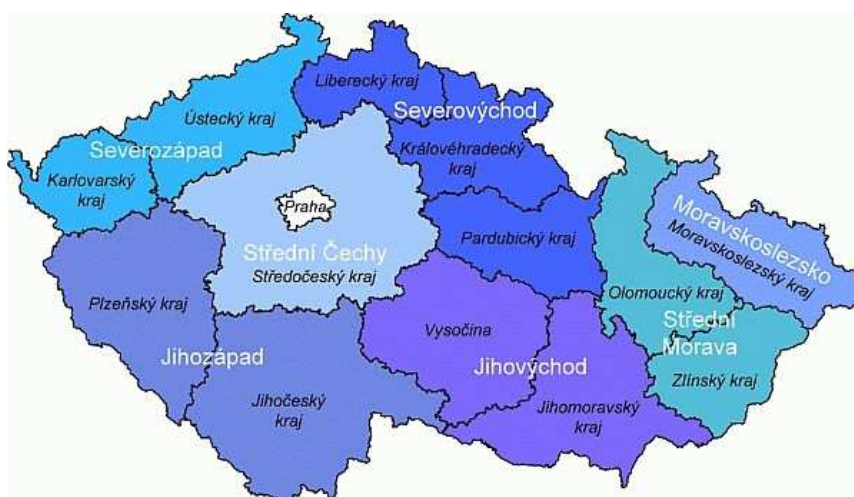 Liberecký kraj
Severovýchod
Ústecký kraj
Severozápad
Královéhradecký
kraj
Karlovarský
kraj
Praha
Moravskoslezsko
Moravskoslezský kraj
Střední Čechy
Středočeský kraj
Pardubický kraj
Plzeňský kraj
Olomoucký kraj
Střední
Morava
Vysočina
Jihozápad
Jihovýchod
Zlínský kraj
Jihočeský
kraj
Jihomoravský
kraj